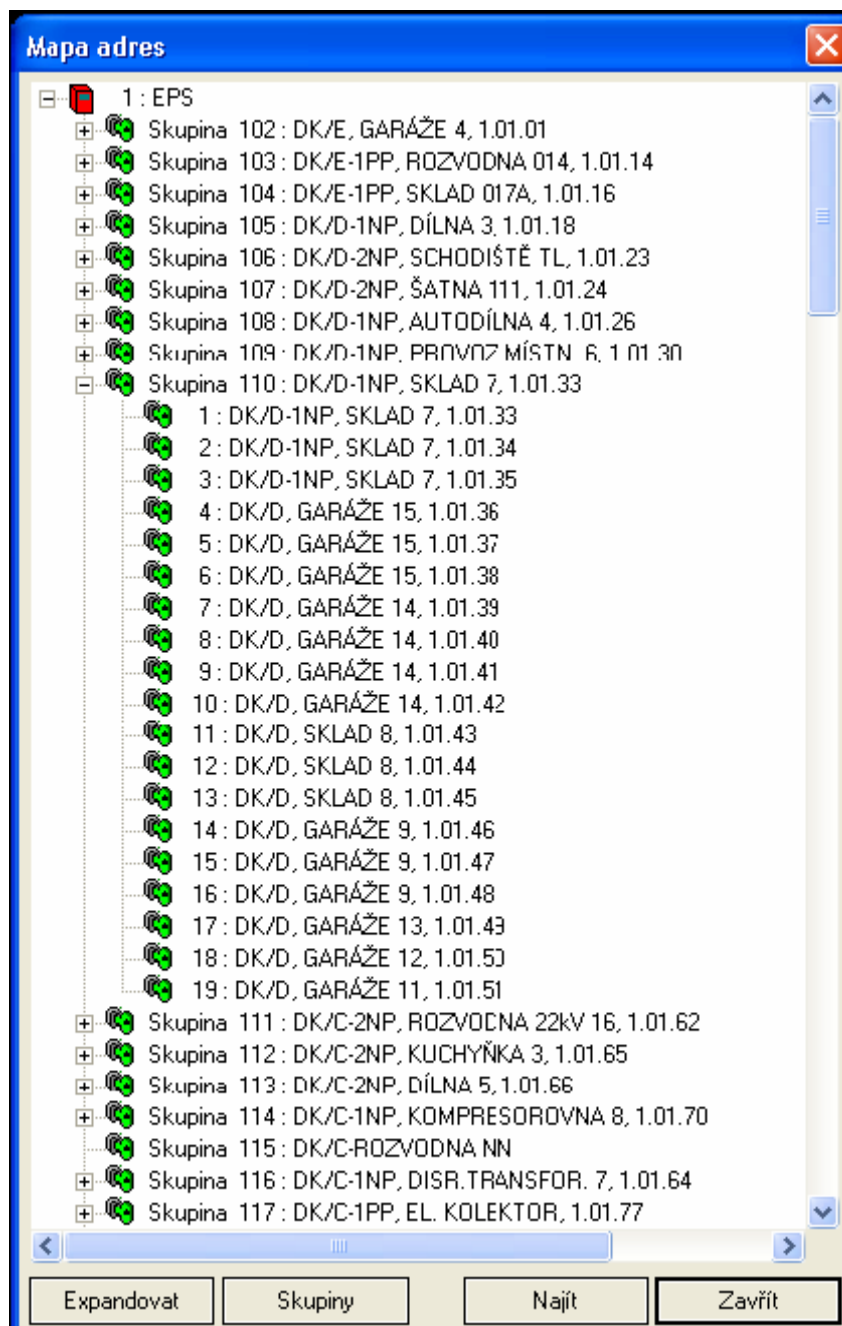 Mapa adres
1 : EPS
Skupina 102 : DK/E, GARÁŽE 4, 1.01.01
Skupina 103 : DK/E-1PP, ROZVODNA 014, 1.01.14
Skupina 104 : DK/E-1PP, SKLAD 017A, 1.01.16
Skupina 105 : DK/D-1NP, DÍLNA 3, 1.01.18
Skupina 106 : DK/D-2NP, SCHODIŠTĚ TL, 1.01.23
Skupina 107 : DK/D-2NP, ŠATNA 111, 1.01.24
Skupina 108 : DK/D-1NP, AUTODÍLNA 4, 1.01.26
Skupina 109 : DK/D-1NP, PROVOZ.MÍSTN. 6, 1.01.30
Skupina 110 : DK/D-1NP, SKLAD 7, 1.01.33
1 : DK/D-1NP, SKLAD 7, 1.01.33
2 : DK/D-1NP, SKLAD 7, 1.01.34
3 : DK/D-1NP, SKLAD 7, 1.01.35
4 : DK/D, GARÁŽE 15, 1.01.36
5 : DK/D, GARÁŽE 15, 1.01.37
6 : DK/D, GARÁŽE 15, 1.01.38
7 : DK/D, GARÁŽE 14, 1.01.39
8 : DK/D, GARÁŽE 14, 1.01.40
9 : DK/D, GARÁŽE 14, 1.01.41
10 : DK/D, GARÁŽE 14, 1.01.42
11 : DK/D, SKLAD 8, 1.01.43
12 : DK/D, SKLAD 8, 1.01.44
13 : DK/D, SKLAD 8, 1.01.45
14 : DK/D, GARÁŽE 9, 1.01.46
15 : DK/D, GARÁŽE 9, 1.01.47
16 : DK/D, GARÁŽE 9, 1.01.48
17 : DK/D, GARÁŽE 13, 1.01.49
18 : DK/D, GARÁŽE 12, 1.01.50
19 : DK/D, GARÁŽE 11, 1.01.51
Skupina 111 : DK/C-2NP, ROZVODNA 22kV 16, 1.01.62
Skupina 112 : DK/C-2NP, KUCHYŇKA 3, 1.01.65
Skupina 113 : DK/C-2NP, DÍLNA 5, 1.01.66
Skupina 114 : DK/C-1NP, KOMPRESOROVNA 8, 1.01.70
Skupina 115 : DK/C-ROZVODNA NN
Skupina 116 : DK/C-1NP, DISR.TRANSFOR. 7, 1.01.64
Skupina 117 : DK/C-1PP, EL. KOLEKTOR, 1.01.77
Expandovat Skupiny Najít Zavřít